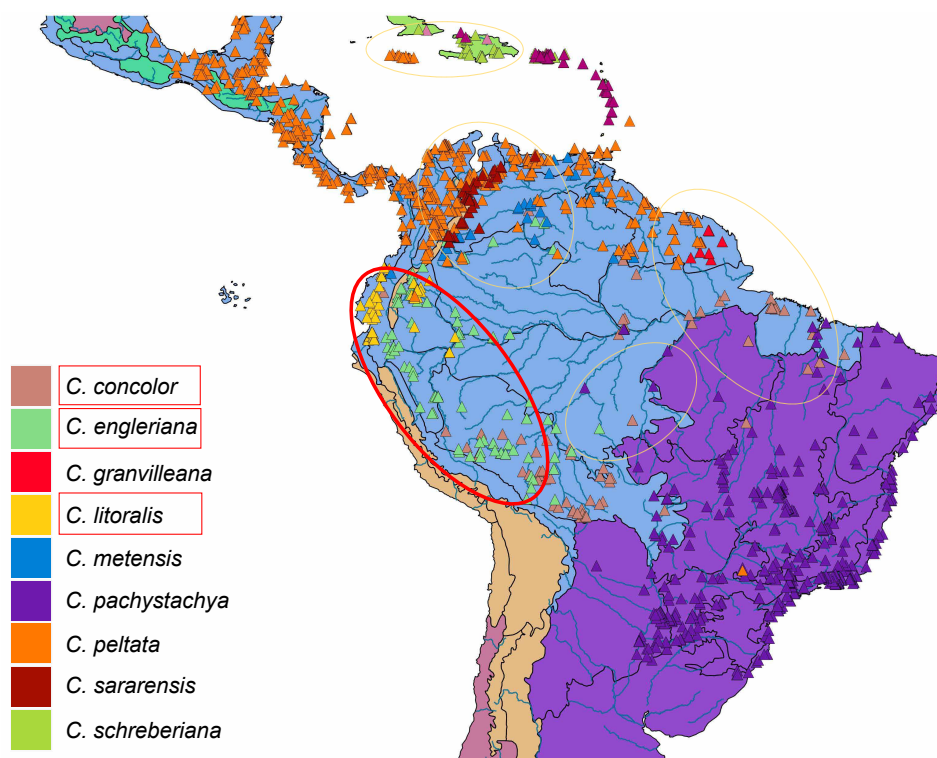 C. concolor
C. engleriana
C. granvilleana
C. litoralis
C. metensis
C. pachystachya
C. peltata
C. sararensis
C. schreberiana